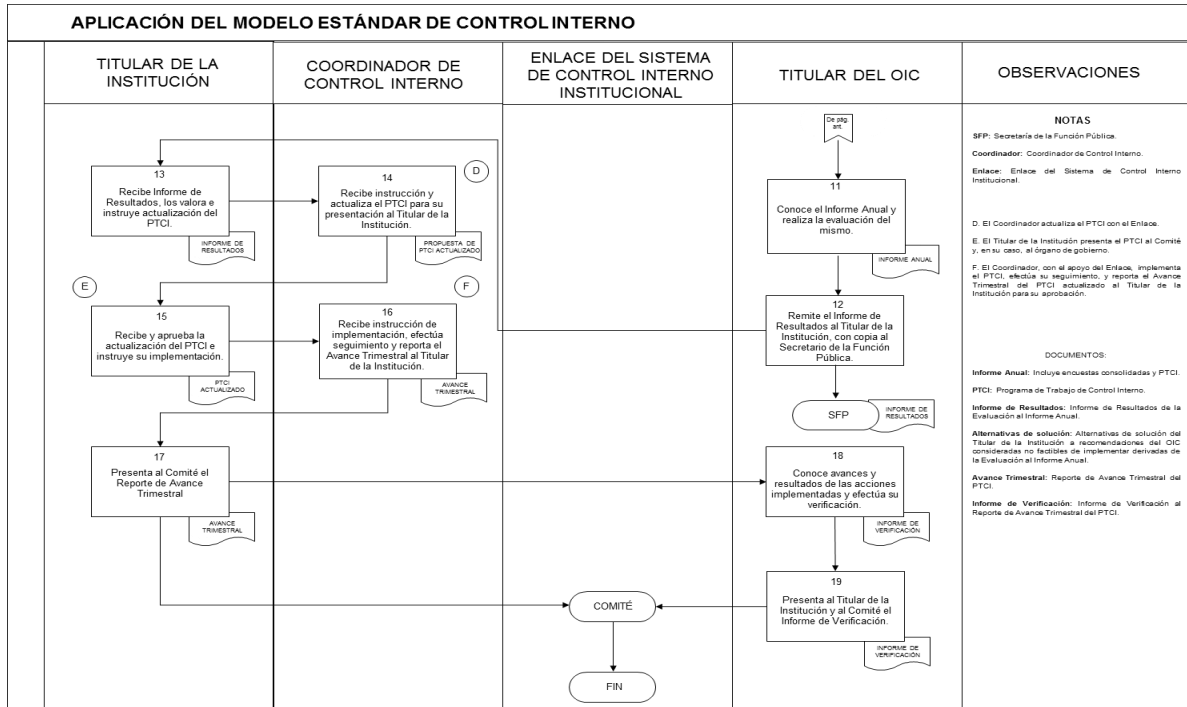 APLICACIÓN DEL MODELO ESTÁNDAR DE CONTROL INTERNO
TITULAR DE LA
INSTITUCIÓN
COORDINADOR DE
CONTROL INTERNO
ENLACE DEL SISTEMA
DE CONTROL INTERNO
INSTITUCIONAL
TITULAR DEL OIC
OBSERVACIONES
De pág.
ant.
11
Conoce el Informe Anual y
realiza la evaluación del
mismo.
INFORME ANUAL
12
Remite el Informe de
Resultados al Titular de la
Institución, con copia al
Secretario de la Función
Pública.
SFP
INFORME DE
RESULTADOS
13
Recibe Informe de
Resultados, los valora e
instruye actualización del
PTCI.
INFORME DE
RESULTADOS
D
14
Recibe instrucción y
actualiza el PTCI para su
presentación al Titular de la
Institución.
PROPUESTA DE
PTCI ACTUALIZADO
E
15
Recibe y aprueba la
actualización del PTCI e
instruye su implementación.
PTCI
ACTUALIZADO
F
16
Recibe instrucción de
implementación, efectúa
seguimiento y reporta el
Avance Trimestral al Titular
de la Institución.
AVANCE
TRIMESTRAL
17
Presenta al Comité el
Reporte de Avance
Trimestral
AVANCE
TRIMESTRAL
18
Conoce avances y
resultados de las acciones
implementadas y efectúa su
verificación.
INFORME DE
VERIFICACIÓN
19
Presenta al Titular de la
Institución y al Comité el
Informe de Verificación.
INFORME DE
VERIFICACIÓN
COMITÉ
FIN
NOTAS
SFP: Secretaría de la Función Pública.
Coordinador: Coordinador de Control Interno.
Enlace: Enlace del Sistema de Control Interno
Institucional.
D. El Coordinador actualiza el PTCI con el Enlace.
E. El Titular de la Institución presenta el PTCI al Comité
y, en su caso, al órgano de gobierno.
F. El Coordinador, con el apoyo del Enlace, implementa
el PTCI, efectúa su seguimiento, y reporta el Avance
Trimestral del PTCI actualizado al Titular de la
Institución para su aprobación.
DOCUMENTOS:
Informe Anual: Incluye encuestas consolidadas y PTCI.
PTCI: Programa de Trabajo de Control Interno.
Informe de Resultados: Informe de Resultados de la
Evaluación al Informe Anual.
Alternativas de solución: Alternativas de solución del
Titular de la Institución a recomendaciones del OIC
consideradas no factibles de implementar derivadas de
la Evaluación al Informe Anual.
Avance Trimestral: Reporte de Avance Trimestral del
PTCI.
Informe de Verificación: Informe de Verificación al
Reporte de Avance Trimestral del PTCI.